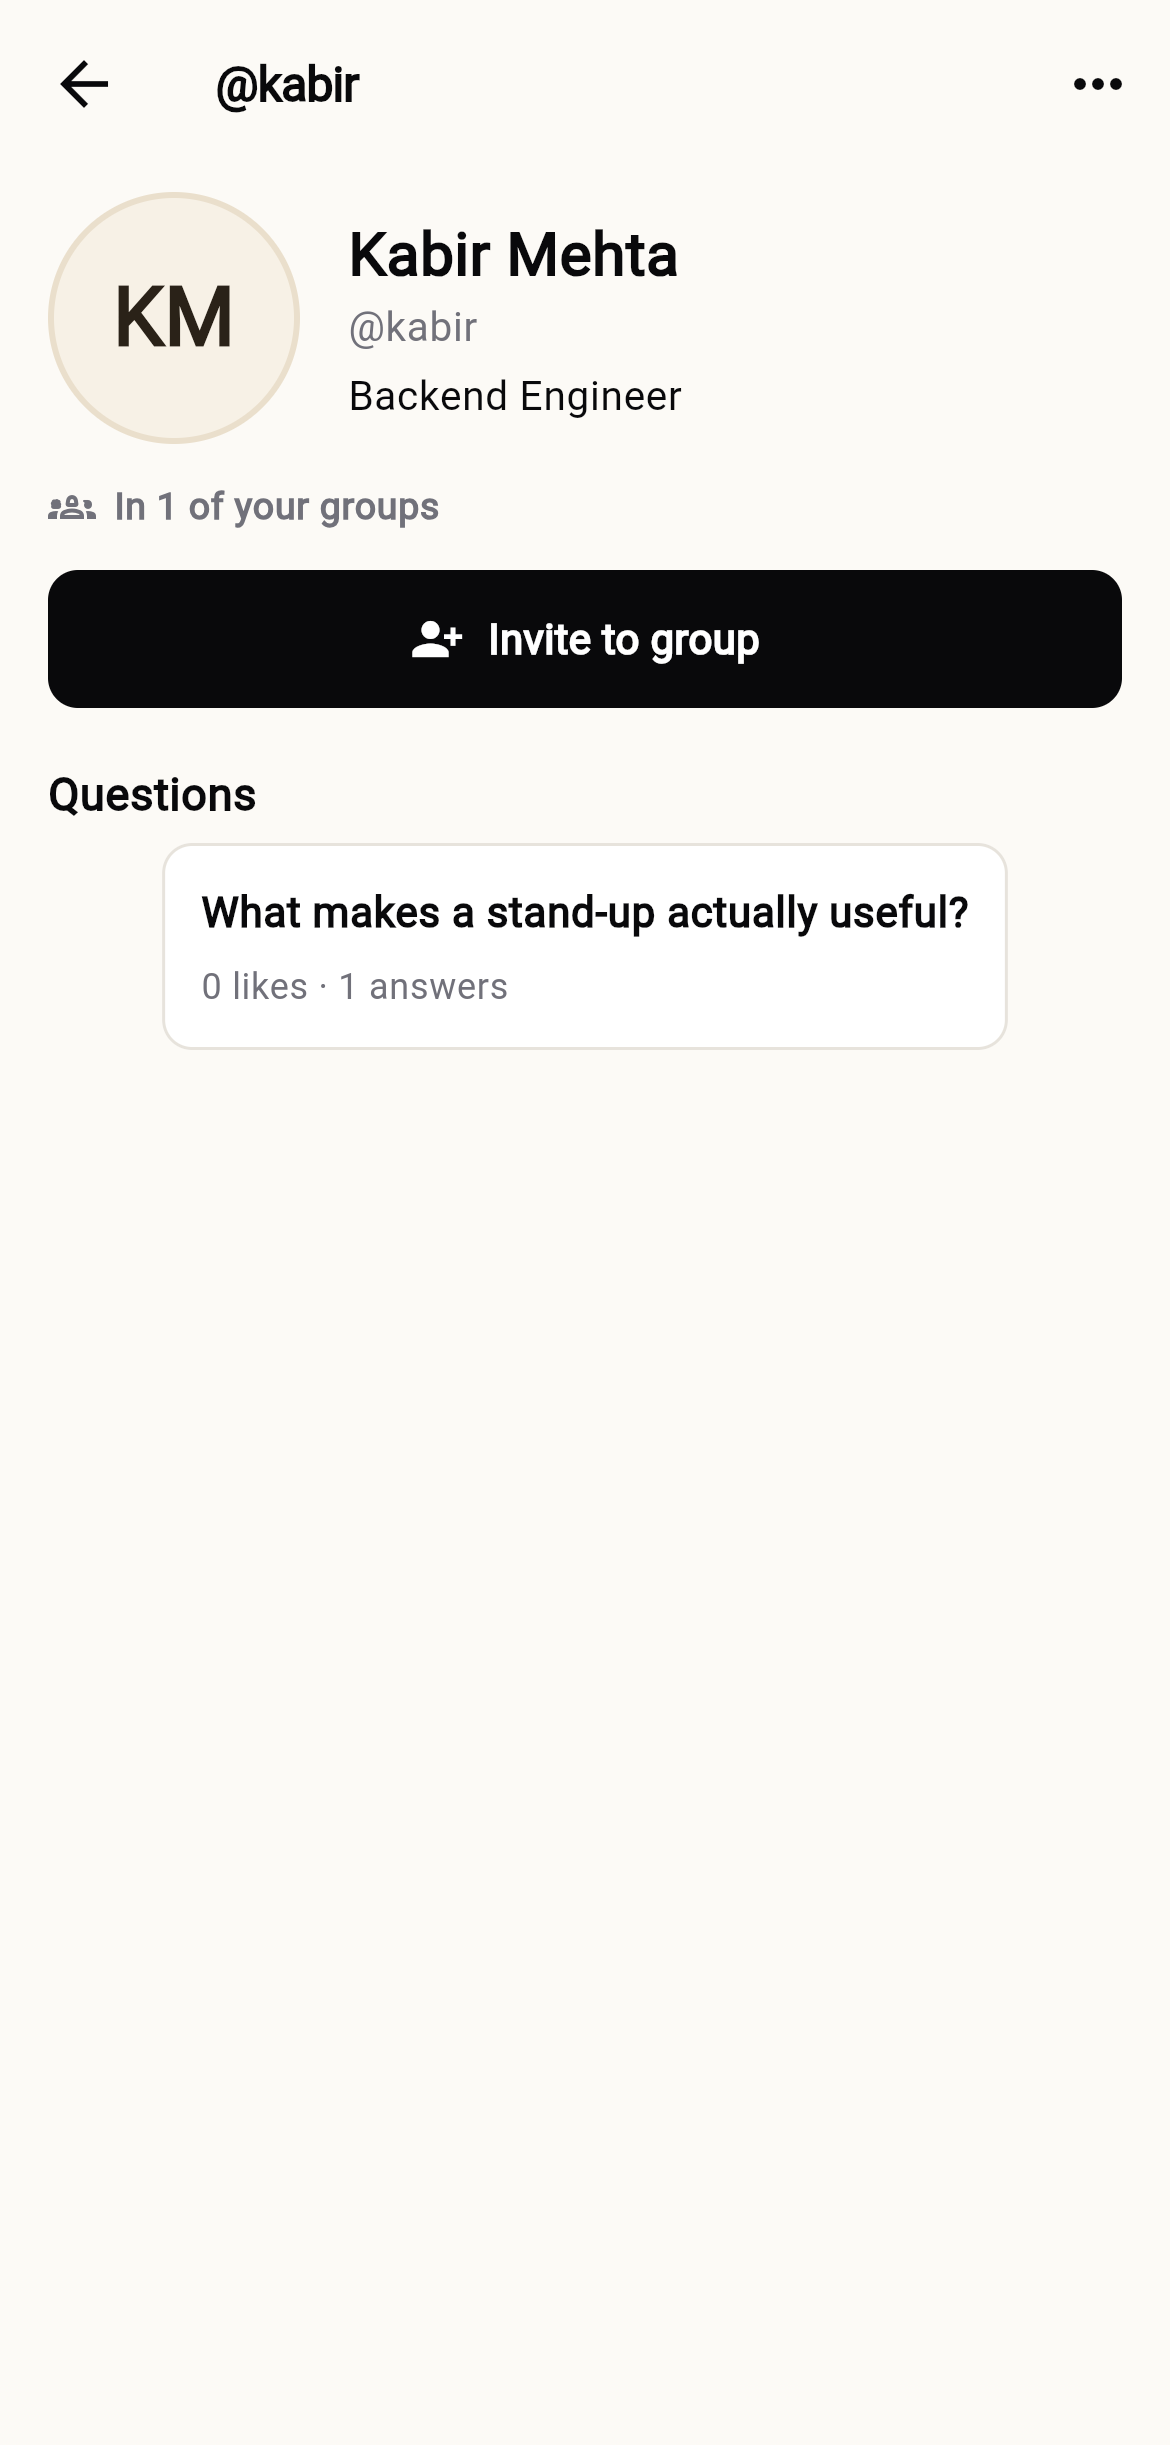 @kabir
KM
Kabir Mehta
@kabir
Backend Engineer
In 1 of your groups
Invite to group
Questions
What makes a stand-up actually useful?
0 likes · 1 answers